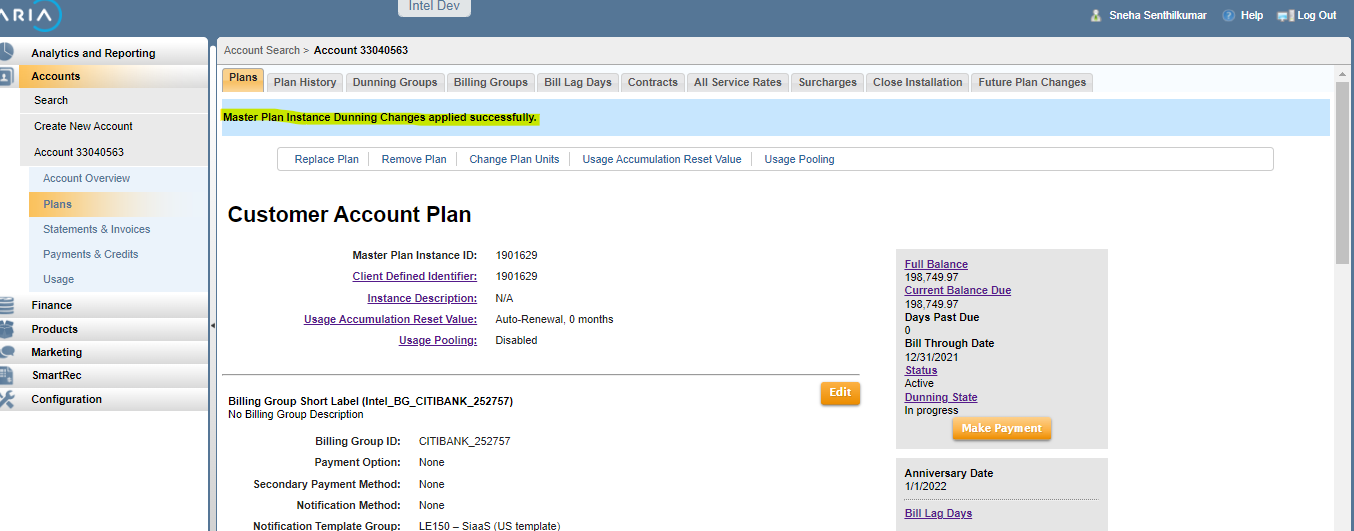 ARIA
Intel Dev
Sneha Senthilkumar Help Log Out
Analytics and Reporting
Accounts
Search
Create New Account
Account 33040563
Account Overview
Plans
Statements & Invoices
Payments & Credits
Usage
Finance
Products
Marketing
SmartRec
Configuration
Account Search > Account 33040563
Plans Plan History Dunning Groups Billing Groups Bill Lag Days Contracts All Service Rates Surcharges Close Installation Future Plan Changes
Master Plan Instance Dunning Changes applied successfully.
Replace Plan Remove Plan Change Plan Units Usage Accumulation Reset Value Usage Pooling
Customer Account Plan
Master Plan Instance ID: 1901629
Client Defined Identifier: 1901629
Instance Description: N/A
Usage Accumulation Reset Value: Auto-Renewal, 0 months
Usage Pooling: Disabled
Edit
Billing Group Short Label (Intel_BG_CITIBANK_252757)
No Billing Group Description
Billing Group ID: CITIBANK_252757
Payment Option: None
Secondary Payment Method: None
Notification Method: None
Notification Template Group: LE150 – SiaaS (US template)
Full Balance
198,749.97
Current Balance Due
198,749.97
Days Past Due
0
Bill Through Date
12/31/2021
Status
Active
Dunning State
In progress
Make Payment
Anniversary Date
1/1/2022
Bill Lag Days